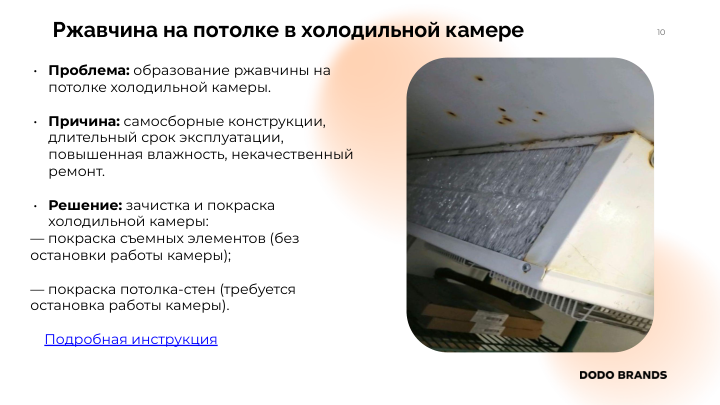 Ржавчина на потолке в холодильной камере
10
• Проблема: образование ржавчины на
потолке холодильной камеры.
• Причина: самосборные конструкции,
длительный срок эксплуатации,
повышенная влажность, некачественный
ремонт.
• Решение: зачистка и покраска
холодильной камеры:
— покраска съемных элементов (без
остановки работы камеры);
— покраска потолка-стен (требуется
остановка работы камеры).
Подробная инструкция
DODO BRANDS